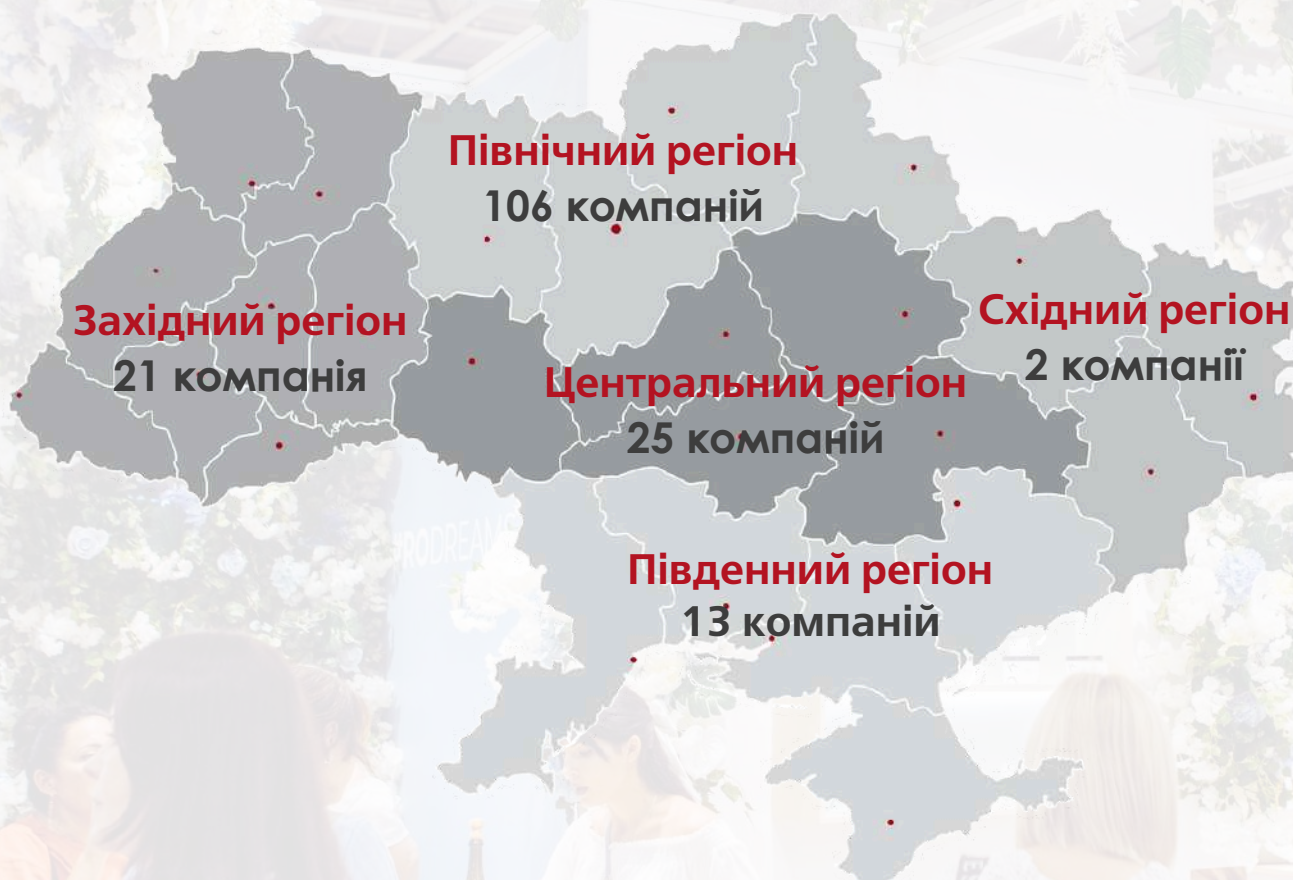 Північний регіон
106 компаній
Західний регіон
21 компанія
Східний регіон
2 компанії
Центральний регіон
25 компаній
Південний регіон
13 компаній